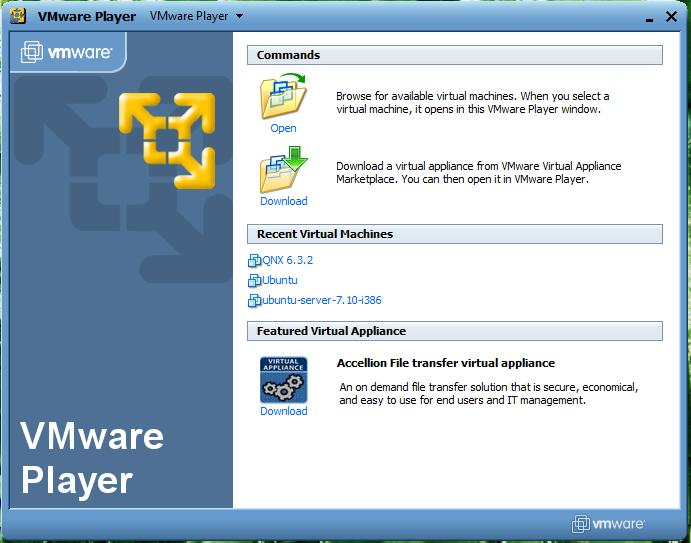 VMware Player VMware Player
vmware
Commands
Browse for available virtual machines. When you select a
virtual machine, it opens in this VMware Player window.
Open
Download a virtual appliance from VMware Virtual Appliance
Marketplace. You can then open it in VMware Player.
Download
Recent Virtual Machines
QNX 6.3.2
Ubuntu
ubuntu-server-7.10-i386
Featured Virtual Appliance
VIRTUAL
APPLIANCE
Accellion File transfer virtual appliance
An on demand file transfer solution that is secure, economical,
and easy to use for end users and IT management.
Download
VMware
Player
vmware